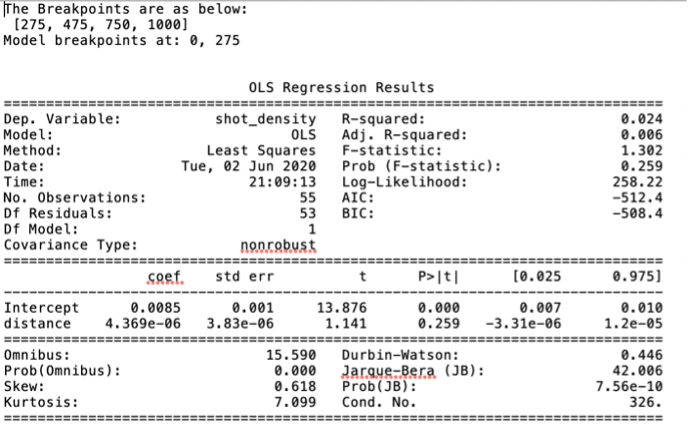 The Breakpoints are as below:
[275, 475, 750, 1000]
Model breakpoints at: 0, 275
OLS Regression Results
==============================================================================
Dep. Variable: shot_density R-squared: 0.024
Model: OLS Adj. R-squared: 0.006
Method: Least Squares F-statistic: 1.302
Date: Tue, 02 Jun 2020 Prob (F-statistic): 0.259
Time: 21:09:13 Log-Likelihood: 258.22
No. Observations: 55 AIC: -512.4
Df Residuals: 53 BIC: -508.4
Df Model: 1
Covariance Type: nonrobust
==============================================================================
coef std err t P>|t| [0.025 0.975]
------------------------------------------------------------------------------
Intercept 0.0085 0.001 13.876 0.000 0.007 0.010
distance 4.369e-06 3.83e-06 1.141 0.259 -3.31e-06 1.2e-05
==============================================================================
Omnibus: 15.590 Durbin-Watson: 0.446
Prob(Omnibus): 0.000 Jarque-Bera (JB): 42.006
Skew: 0.618 Prob(JB): 7.56e-10
Kurtosis: 7.099 Cond. No. 326.
==============================================================================